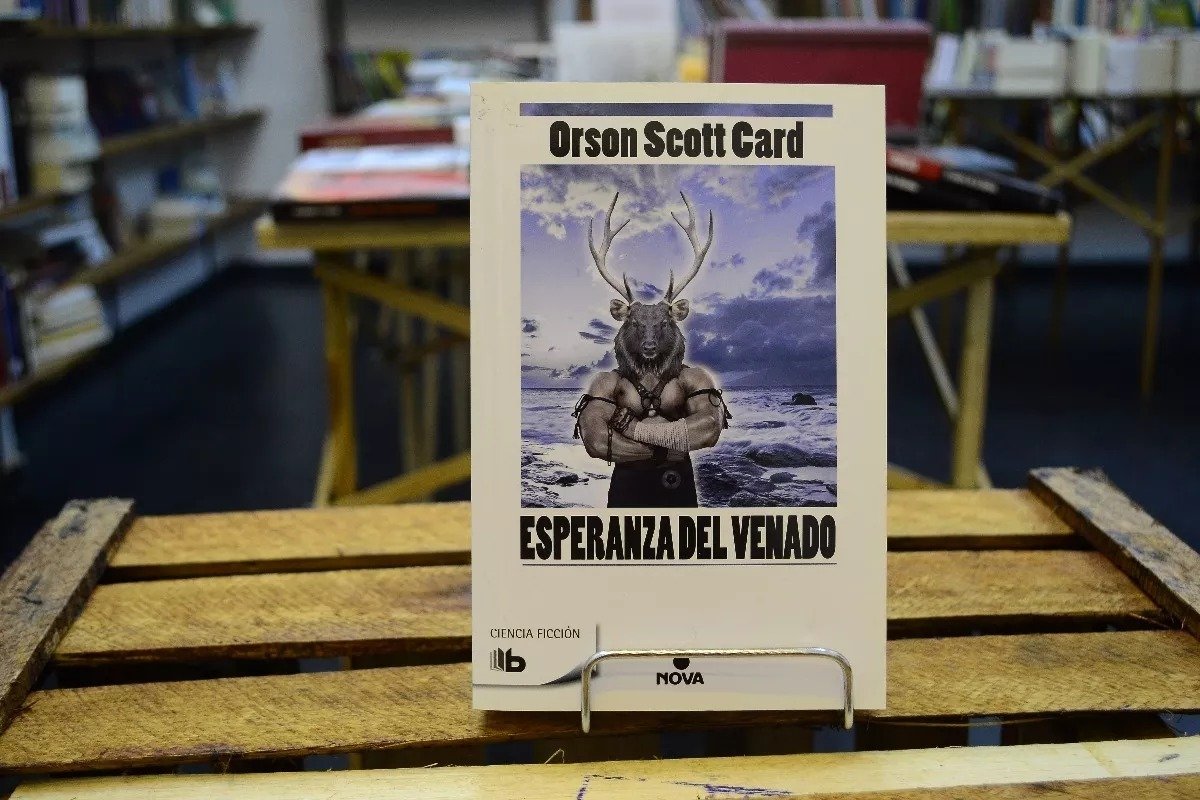 Orson Scott Card
ESPERANZA DEL VENADO
CIENCIA FICCIÓN
b
NOVA